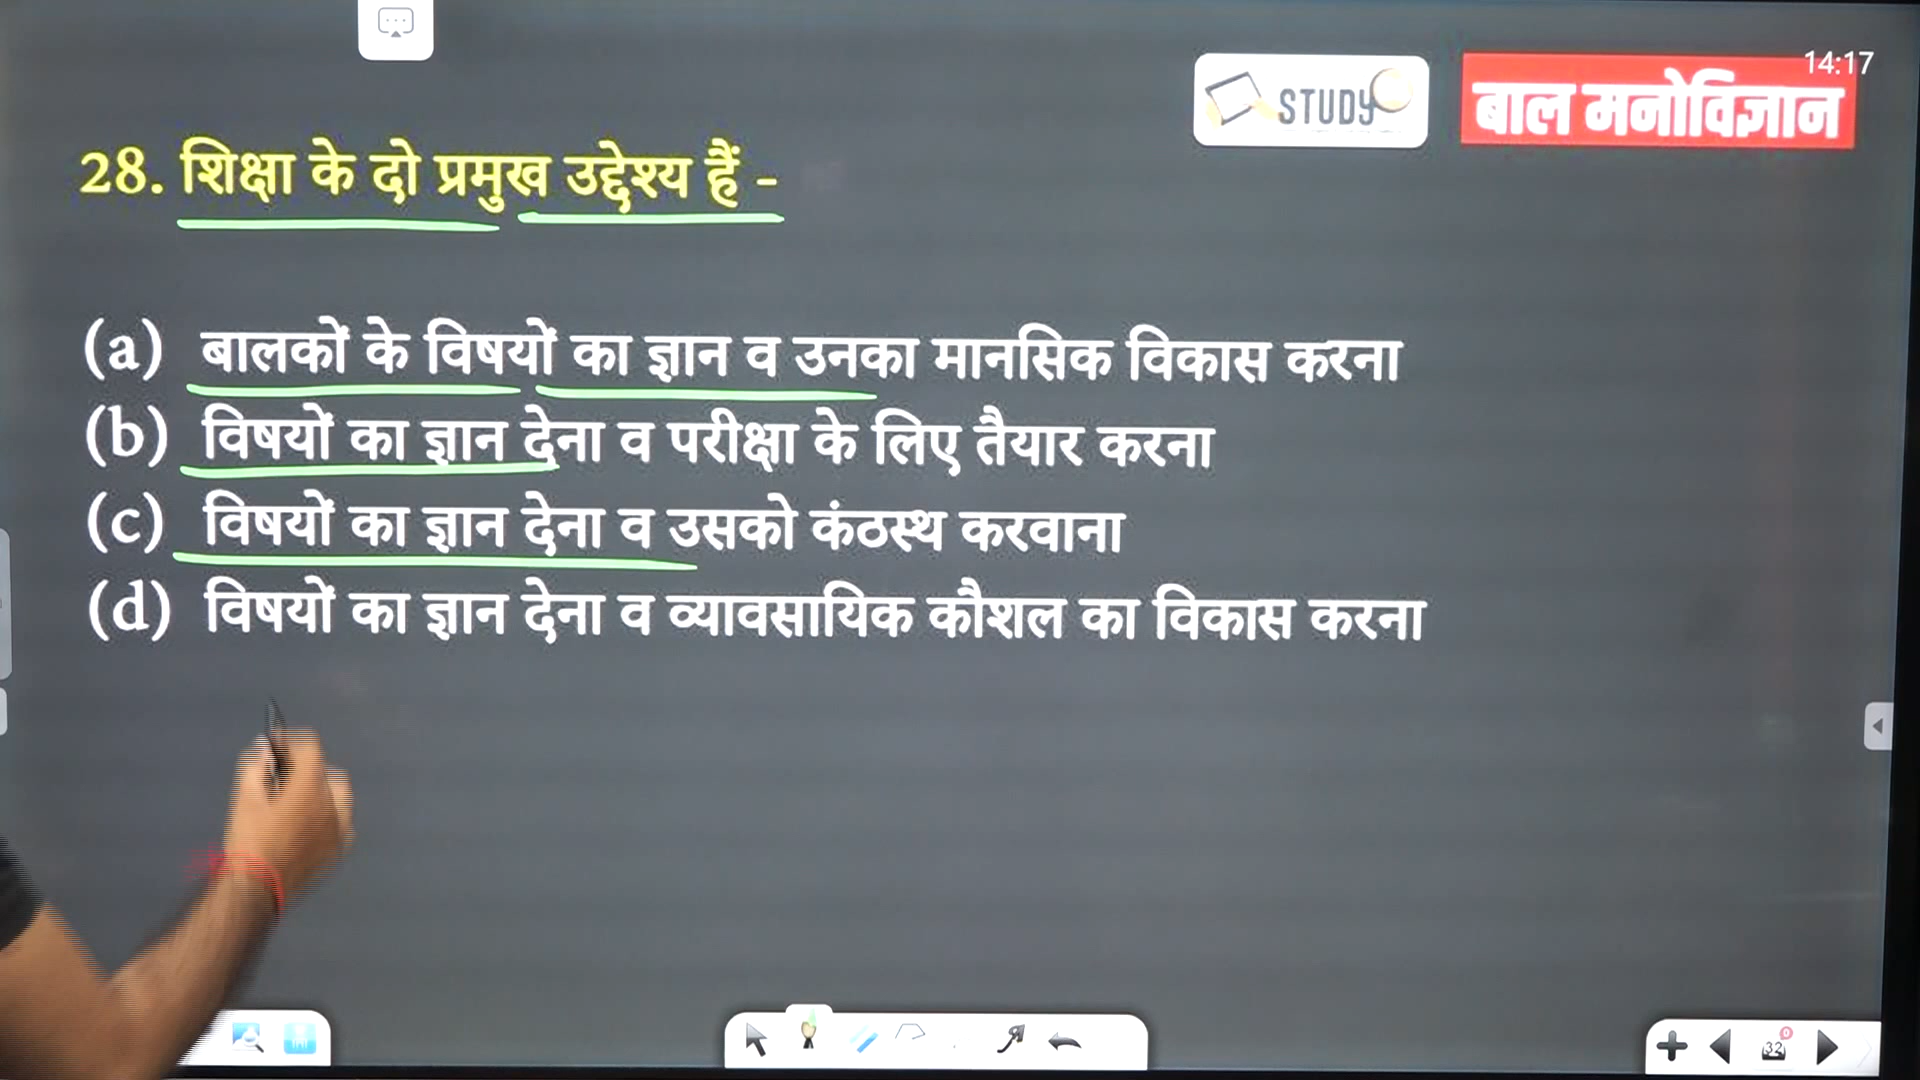 14:17
STUDY
बाल मनोविज्ञान
28. शिक्षा के दो प्रमुख उद्देश्य हैं -
(a) बालकों के विषयों का ज्ञान व उनका मानसिक विकास करना
(b) विषयों का ज्ञान देना व परीक्षा के लिए तैयार करना
(c) विषयों का ज्ञान देना व उसको कंठस्थ करवाना
(d) विषयों का ज्ञान देना व व्यावसायिक कौशल का विकास करना
32
0